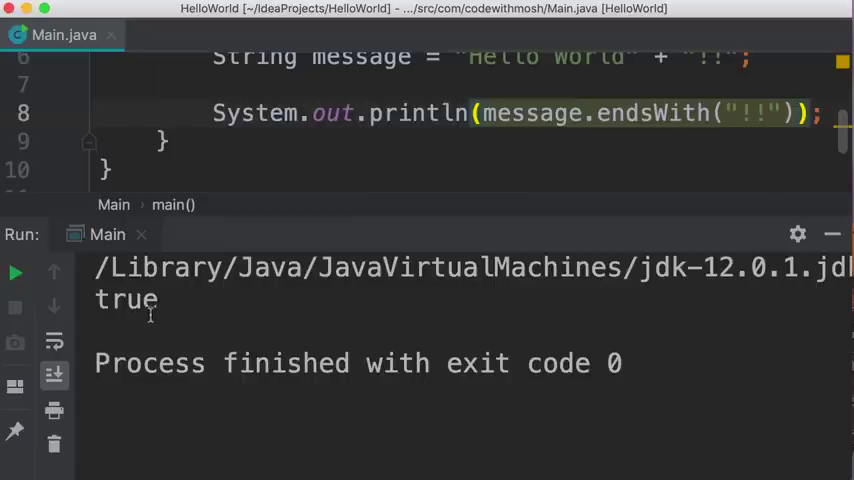 HelloWorld [~/IdeaProjects/HelloWorld] - .../src/com/codewithmosh/Main.java [HelloWorld]
Main.java
6 String message = "Hello World" + "!!";
7
8 System.out.println(message.endsWith("!!"));
9 }
10 }
Main main()
Run: Main
/Library/Java/JavaVirtualMachines/jdk-12.0.1.jd
true
Process finished with exit code 0